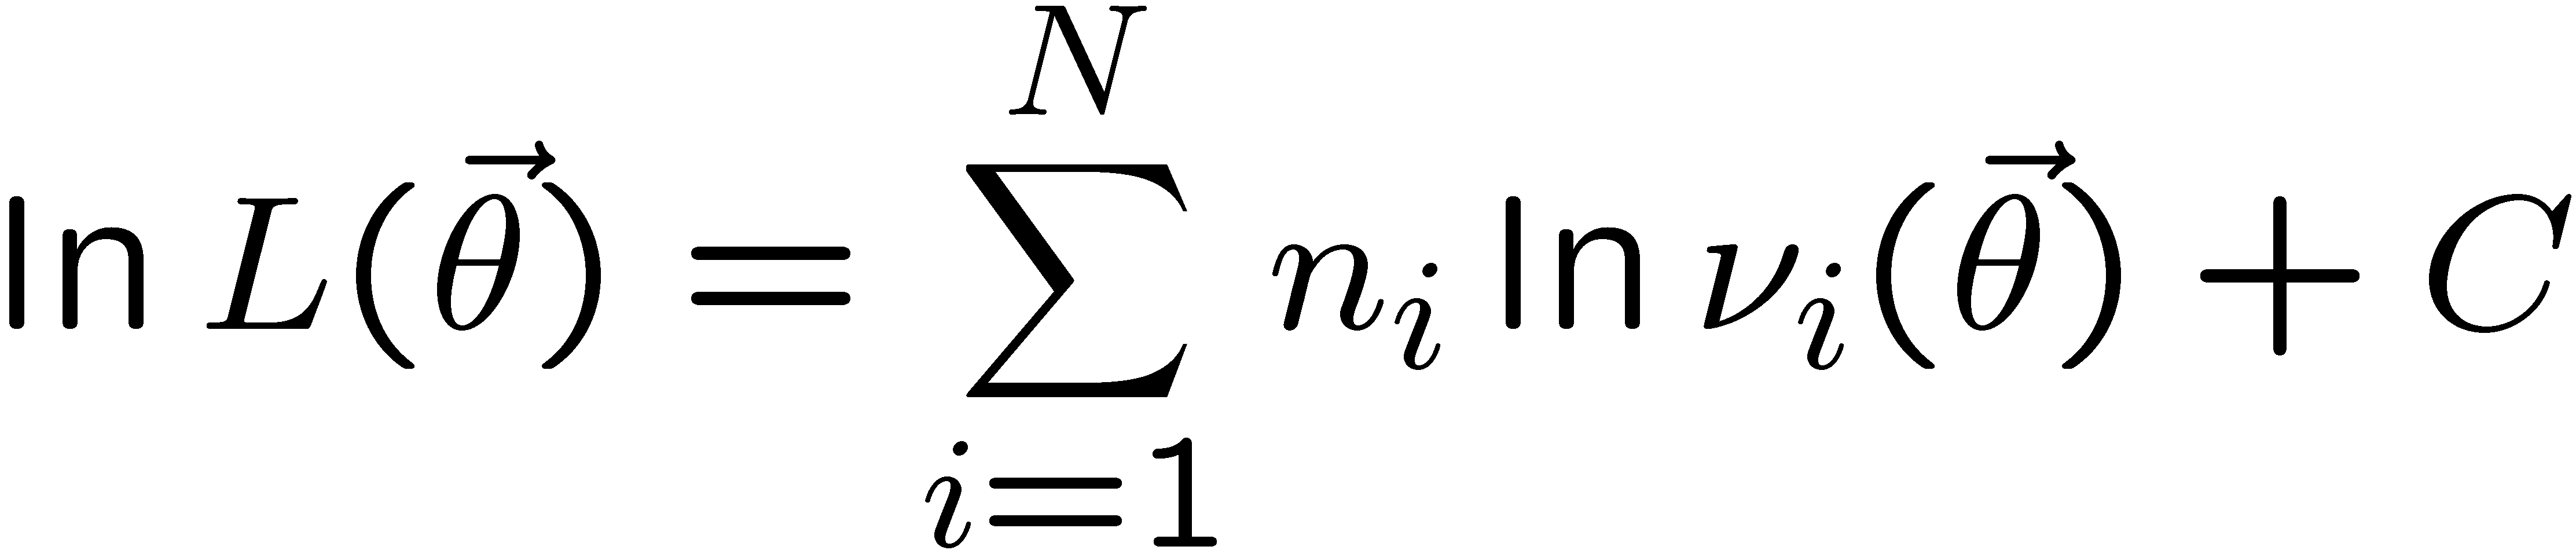 ln L(θ⃗) = ∑_{i=1}^{N} n_i ln ν_i(θ⃗) + C